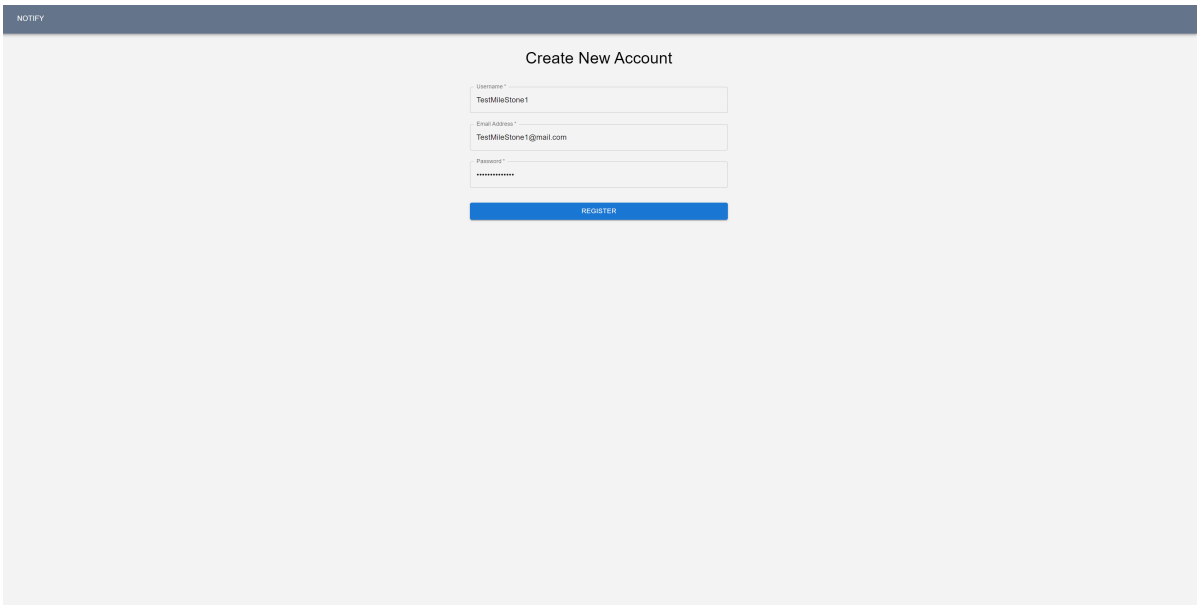 NOTIFY
Create New Account
Username *
TestMileStone1
Email Address *
TestMileStone1@mail.com
Password *
••••••••••••••
REGISTER